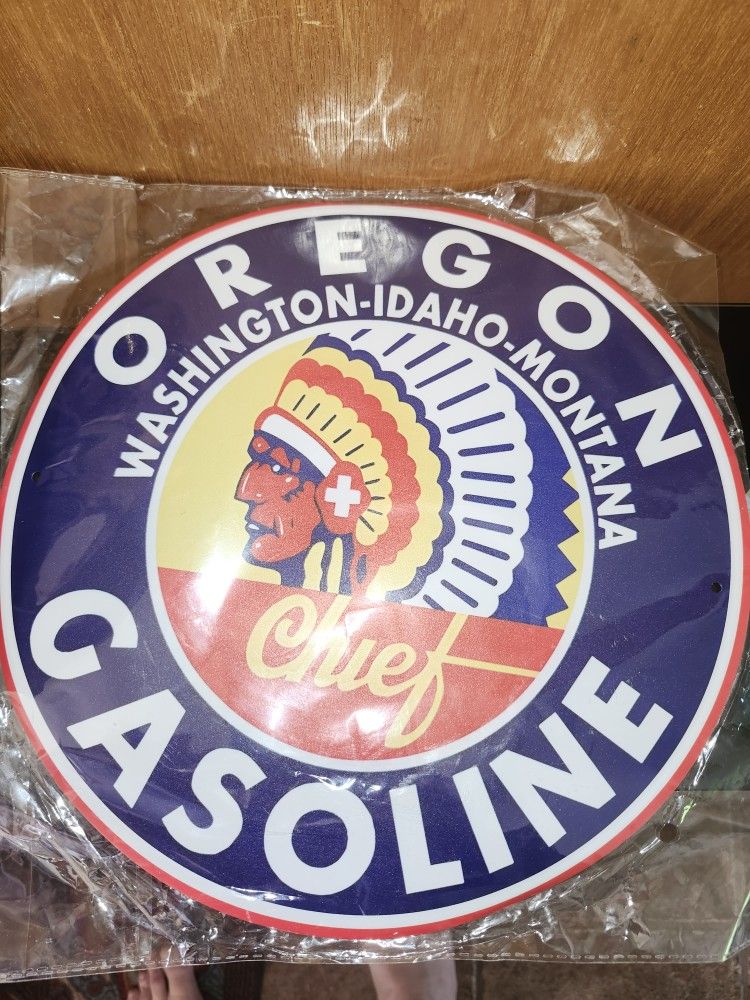 OREGON
WASHINGTON-IDAHO-MONTANA
Chief
GASOLINE